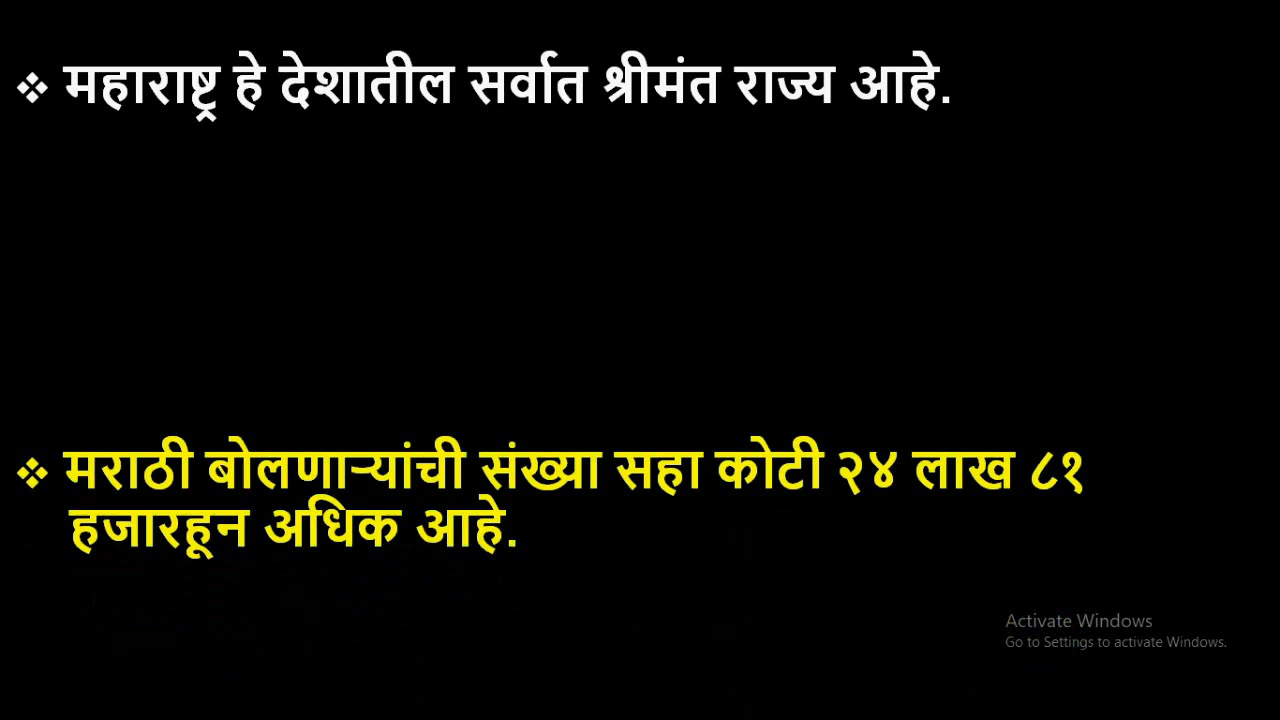 ❖ महाराष्ट्र हे देशातील सर्वात श्रीमंत राज्य आहे.
❖ मराठी बोलणाऱ्यांची संख्या सहा कोटी २४ लाख ८१
हजारहून अधिक आहे.
Activate Windows
Go to Settings to activate Windows.